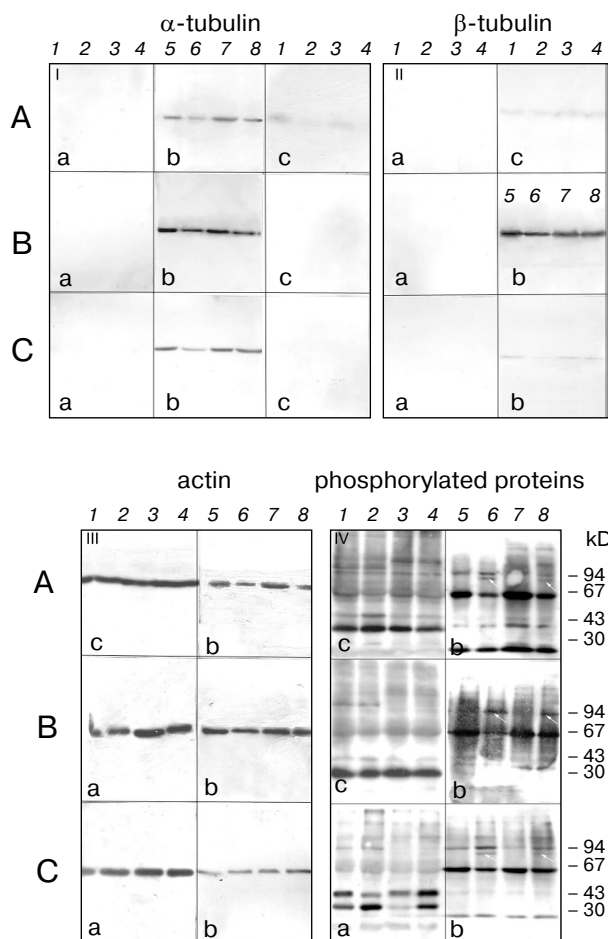 α-tubulin β-tubulin
1 2 3 4 5 6 7 8 1 2 3 4 1 2 3 4 1 2 3 4
I II
A
a b c a c
5 6 7 8
B
a b c a b
C
a b c a b
actin phosphorylated proteins
1 2 3 4 5 6 7 8 1 2 3 4 5 6 7 8 kD
III IV
A
– 94
– 67
– 43
– 30
c b c b
B
– 94
– 67
– 43
– 30
a b c b
C
– 94
– 67
– 43
– 30
a b a b